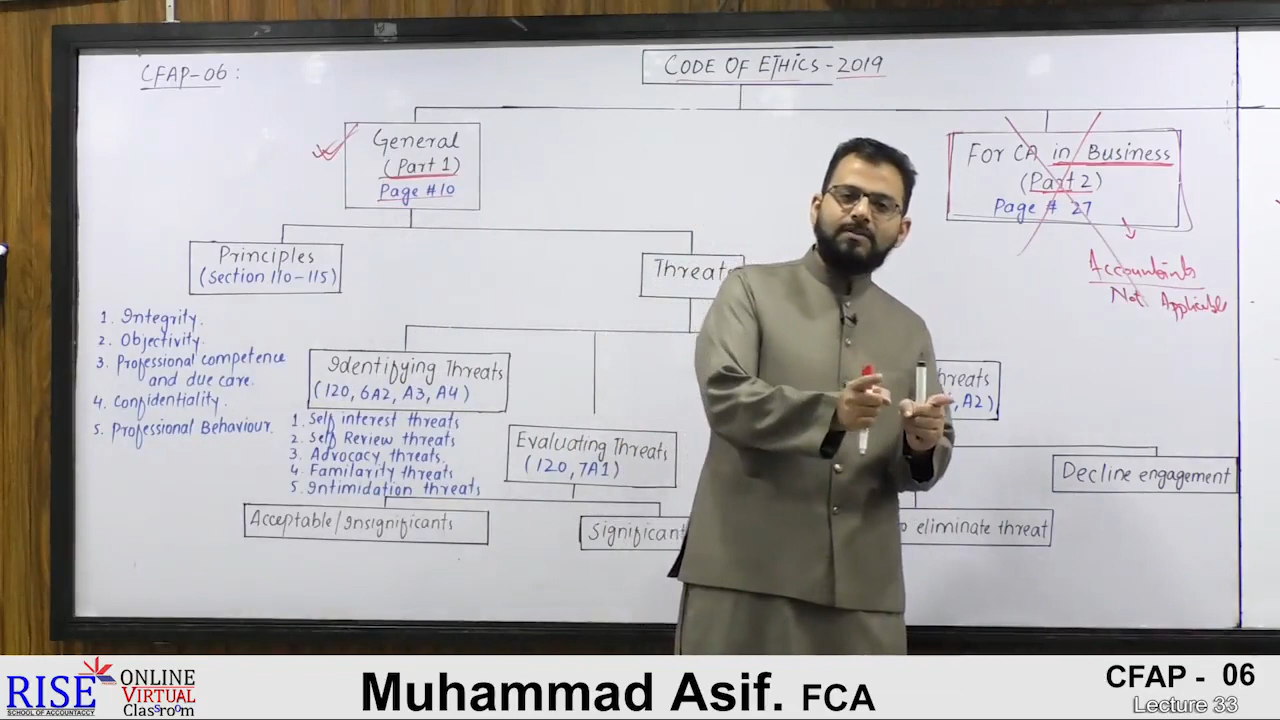 CFAP-06:
CODE OF ETHICS - 2019
General
(Part 1)
Page #10
For CA in Business
(Part 2)
Page # 27
Accountants
Not Applicable
Principles
(Section 110-115)
1. Integrity.
2. Objectivity.
3. Professional competence
and due care.
4. Confidentiality.
5. Professional Behaviour.
Threat
Identifying Threats
(120, 6A2, A3, A4)
1. Self interest threats
2. Self Review threats
3. Advocacy threats.
4. Familarity threats
5. Intimidation threats
Evaluating Threats
(120, 7A1)
Acceptable/Insignificants
Significant
hreats
, A2)
eliminate threat
Decline engagement
RISE
SCHOOL OF ACCOUNTANCY
ONLINE
VIRTUAL
Classroom
Muhammad Asif. FCA
CFAP - 06
Lecture 33